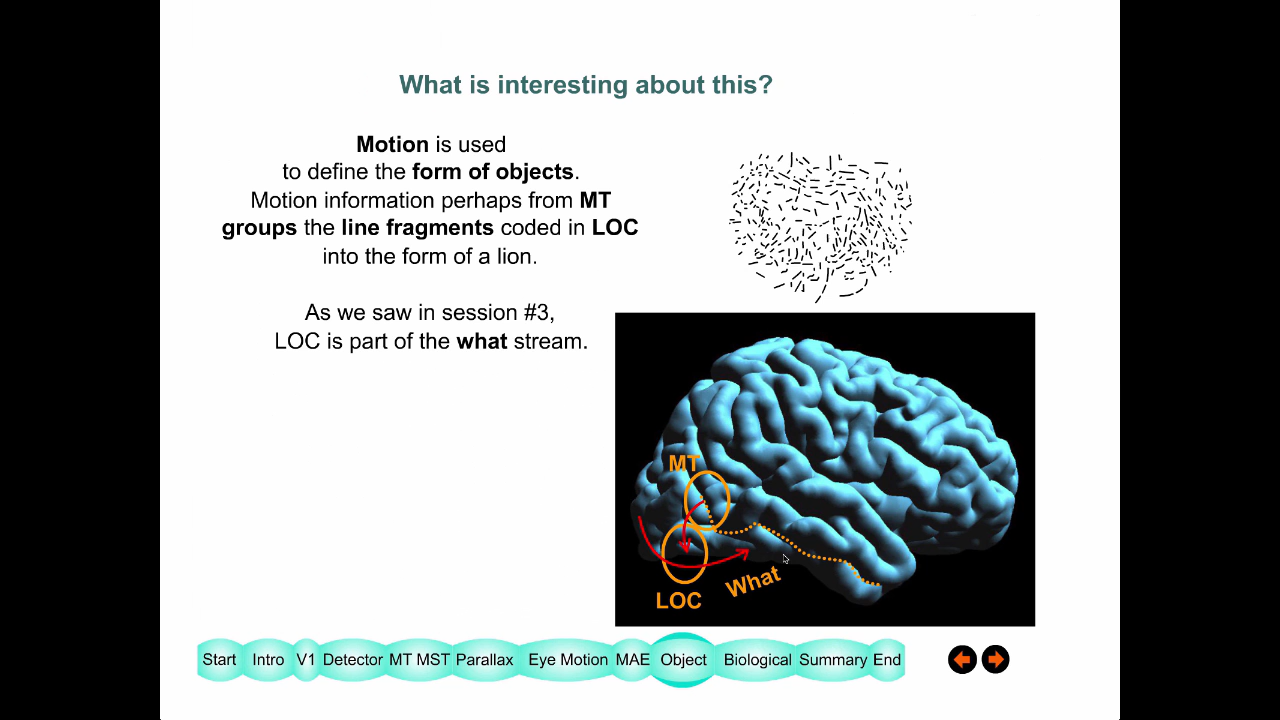 What is interesting about this?
Motion is used
to define the form of objects.
Motion information perhaps from MT
groups the line fragments coded in LOC
into the form of a lion.
As we saw in session #3,
LOC is part of the what stream.
MT
LOC
What
Start Intro V1 Detector MT MST Parallax Eye Motion MAE Object Biological Summary End